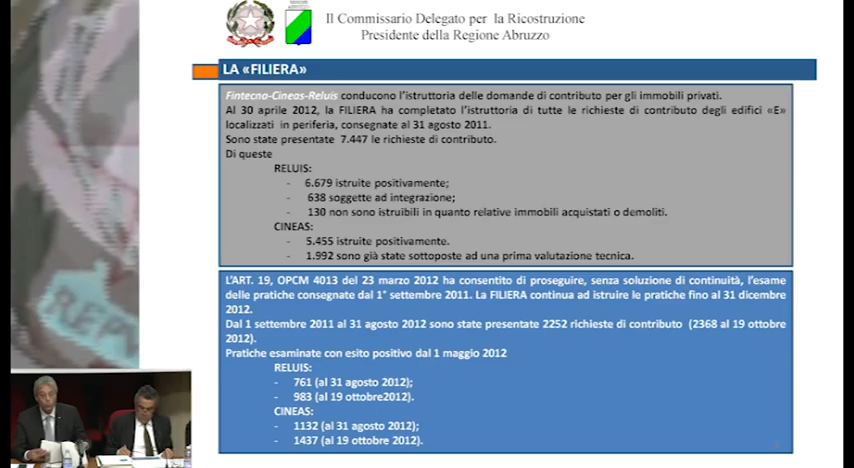 Il Commissario Delegato per la Ricostruzione
Presidente della Regione Abruzzo
LA «FILIERA»
Fintecna-Cineas-Reluis conducono l'istruttoria delle domande di contributo per gli immobili privati.
Al 30 aprile 2012, la FILIERA ha completato l'istruttoria di tutte le richieste di contributo degli edifici «E»
localizzati in periferia, consegnate al 31 agosto 2011.
Sono state presentate 7.447 le richieste di contributo.
Di queste
RELUIS:
- 6.679 istruite positivamente;
- 638 soggette ad integrazione;
- 130 non sono istruibili in quanto relative immobili acquistati o demoliti.
CINEAS:
- 5.455 istruite positivamente.
- 1.992 sono già state sottoposte ad una prima valutazione tecnica.
L'ART. 19, OPCM 4013 del 23 marzo 2012 ha consentito di proseguire, senza soluzione di continuità, l'esame
delle pratiche consegnate dal 1° settembre 2011. La FILIERA continua ad istruire le pratiche fino al 31 dicembre
2012.
Dal 1 settembre 2011 al 31 agosto 2012 sono state presentate 2252 richieste di contributo (2368 al 19 ottobre
2012).
Pratiche esaminate con esito positivo dal 1 maggio 2012
RELUIS:
- 761 (al 31 agosto 2012);
- 983 (al 19 ottobre2012).
CINEAS:
- 1132 (al 31 agosto 2012);
- 1437 (al 19 ottobre 2012).